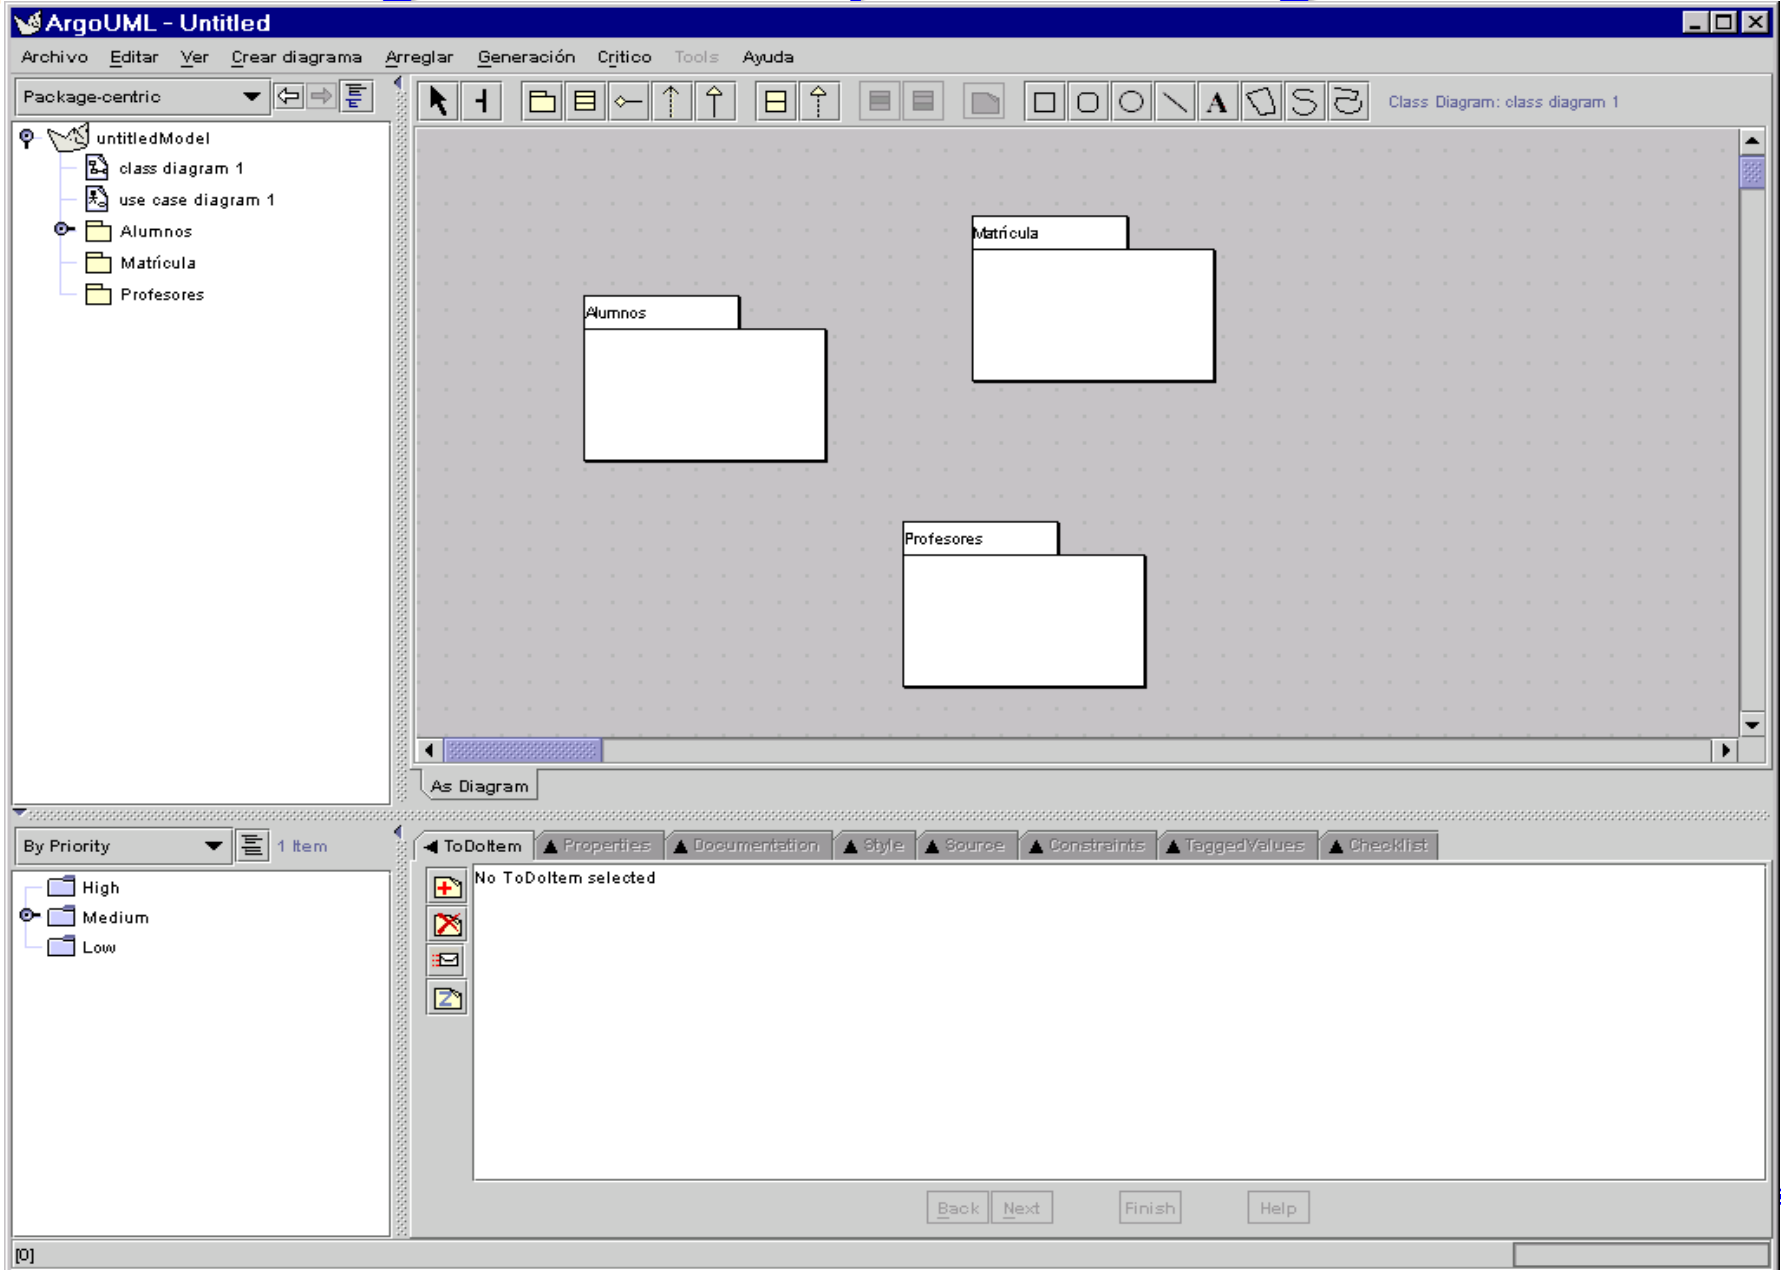 ArgoUML - Untitled
Archivo Editar Ver Crear diagrama Arreglar Generación Critico Tools Ayuda
Package-centric
Class Diagram: class diagram 1
untitledModel
class diagram 1
use case diagram 1
Alumnos
Matrícula
Profesores
Matrícula
Alumnos
Profesores
As Diagram
By Priority
1 Item
High
Medium
Low
ToDoItem Properties Documentation Style Source Constraints TaggedValues Checklist
No ToDoItem selected
Back Next Finish Help
[0]